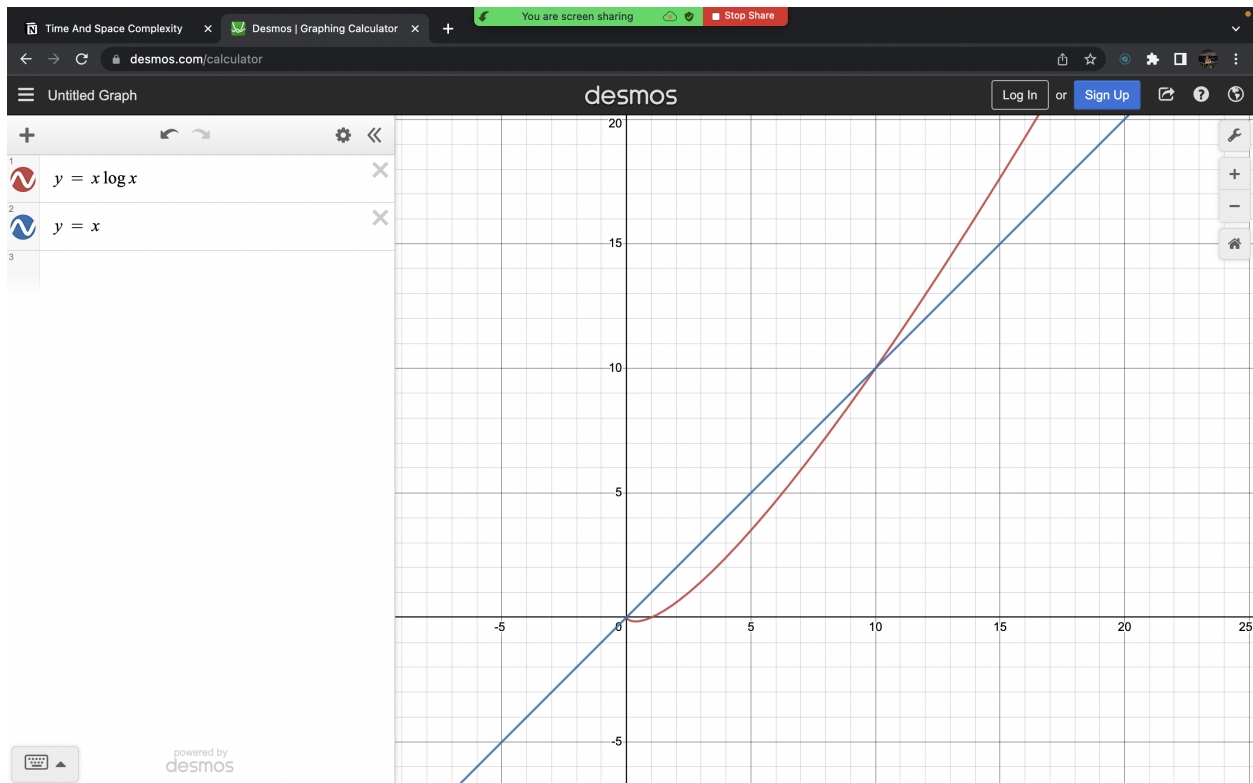 Time And Space Complexity
Desmos | Graphing Calculator
You are screen sharing
Stop Share
desmos.com/calculator
Untitled Graph
desmos
Log In or Sign Up
1
y = x log x
2
y = x
3
20
15
10
5
-5
-5 0 5 10 15 20 25
powered by
desmos